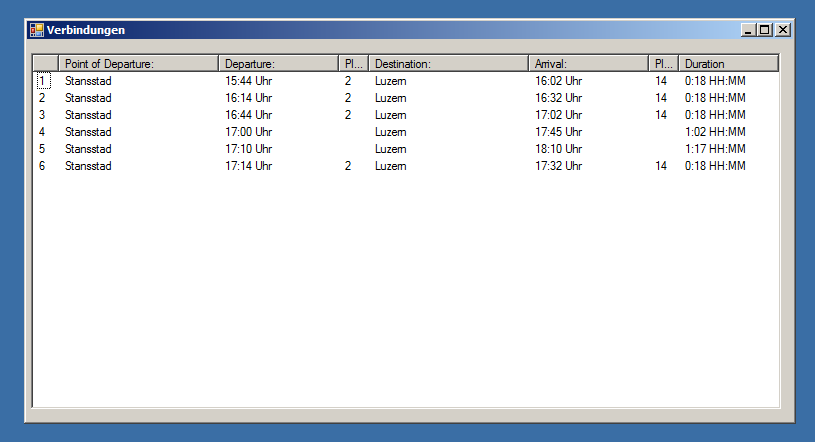 Verbindungen
Point of Departure: Departure: Pl... Destination: Arrival: Pl... Duration
1 Stansstad 15:44 Uhr 2 Luzern 16:02 Uhr 14 0:18 HH:MM
2 Stansstad 16:14 Uhr 2 Luzern 16:32 Uhr 14 0:18 HH:MM
3 Stansstad 16:44 Uhr 2 Luzern 17:02 Uhr 14 0:18 HH:MM
4 Stansstad 17:00 Uhr Luzern 17:45 Uhr 1:02 HH:MM
5 Stansstad 17:10 Uhr Luzern 18:10 Uhr 1:17 HH:MM
6 Stansstad 17:14 Uhr 2 Luzern 17:32 Uhr 14 0:18 HH:MM